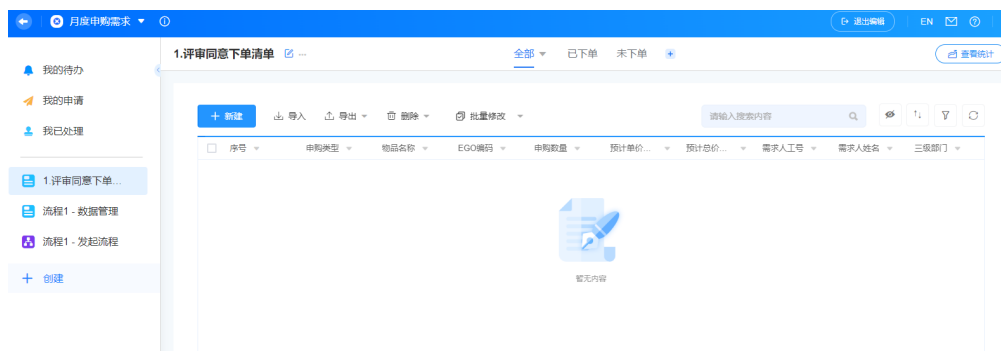 月度申购需求 退出编辑 EN
我的待办
我的申请
我已处理
1.评审同意下单...
流程1 - 数据管理
流程1 - 发起流程
创建
1.评审同意下单清单 ... 全部 已下单 未下单 查看统计
新建 导入 导出 删除 批量修改 请输入搜索内容
序号 申购类型 物品名称 EGO编码 申购数量 预计单价... 预计总价... 需求人工号 需求人姓名 三级部门
暂无内容